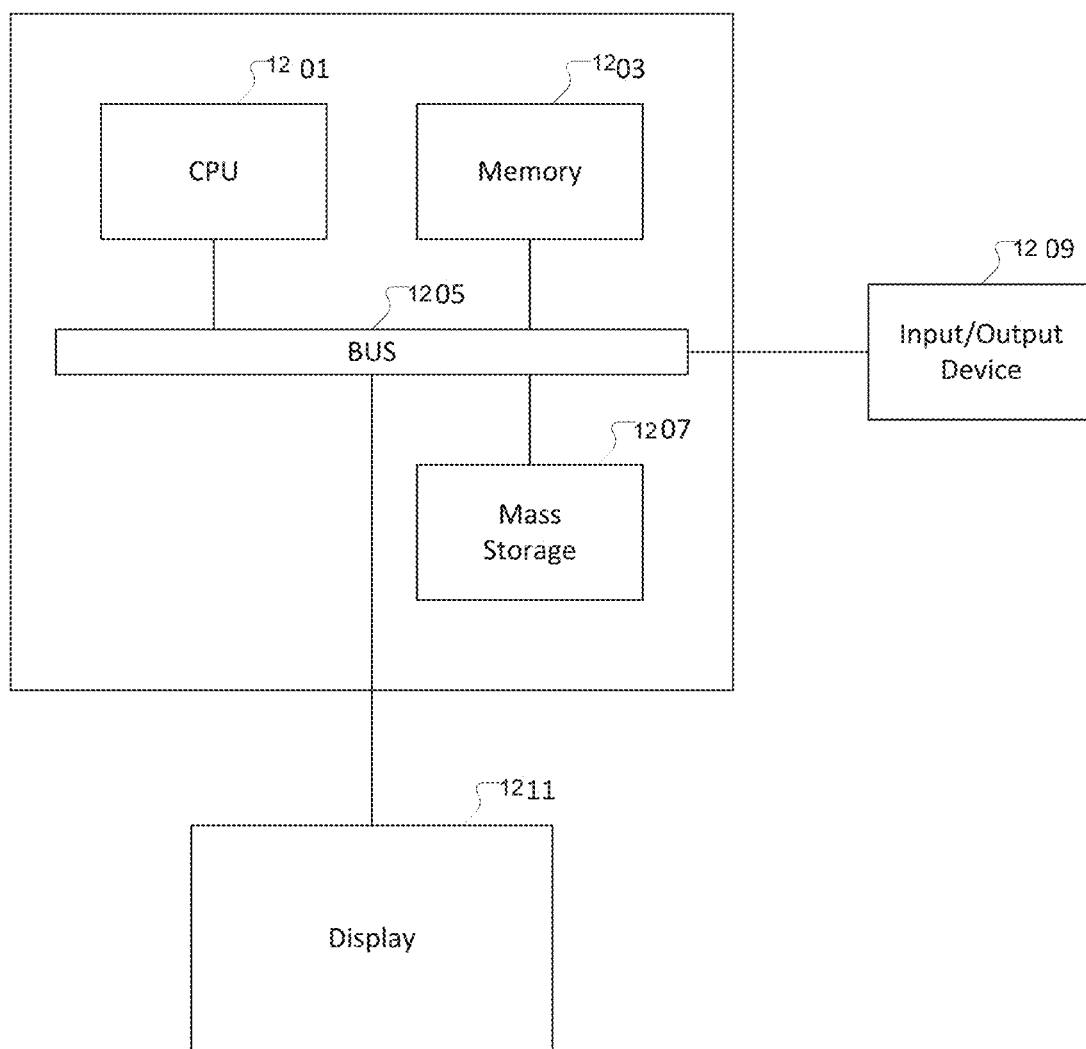 1201
1203
CPU
Memory
1209
1205
Input/Output
Device
BUS
1207
Mass
Storage
1211
Display